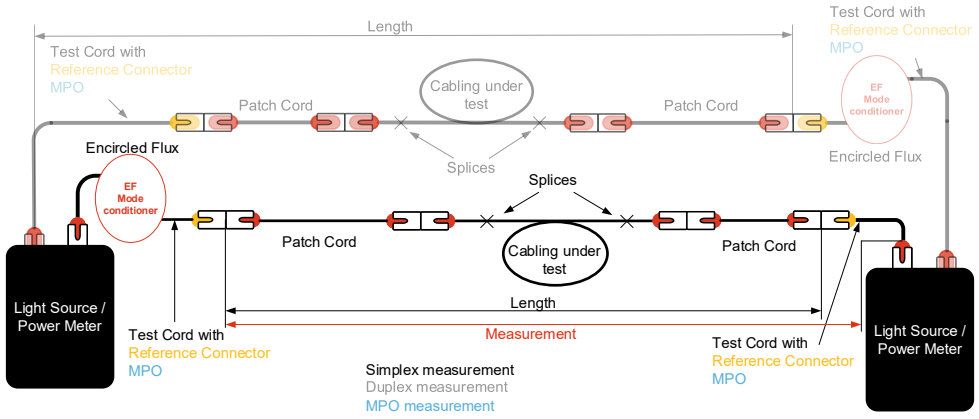 Length
Test Cord with
Reference Connector
MPO
Test Cord with
Reference Connector
MPO
Patch Cord
Cabling under
test
Patch Cord
EF
Mode
conditioner
Splices
Encircled Flux
Encircled Flux
EF
Mode
conditioner
Splices
Patch Cord
Cabling under
test
Patch Cord
Light Source /
Power Meter
Length
Measurement
Light Source /
Power Meter
Test Cord with
Reference Connector
MPO
Test Cord with
Reference Connector
MPO
Simplex measurement
Duplex measurement
MPO measurement